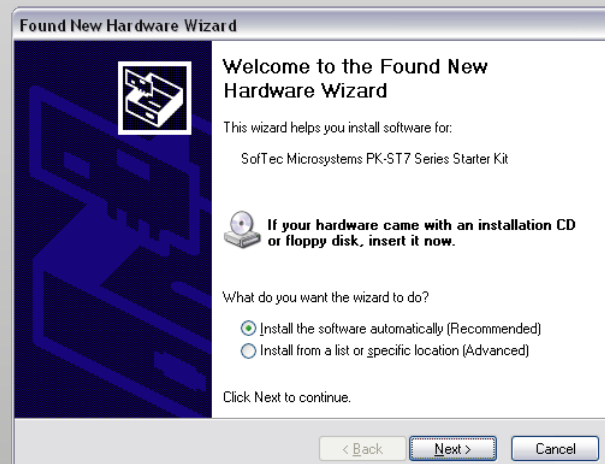 Found New Hardware Wizard
Welcome to the Found New
Hardware Wizard
This wizard helps you install software for:
SofTec Microsystems PK-ST7 Series Starter Kit
If your hardware came with an installation CD
or floppy disk, insert it now.
What do you want the wizard to do?
Install the software automatically (Recommended)
Install from a list or specific location (Advanced)
Click Next to continue.
< Back Next > Cancel